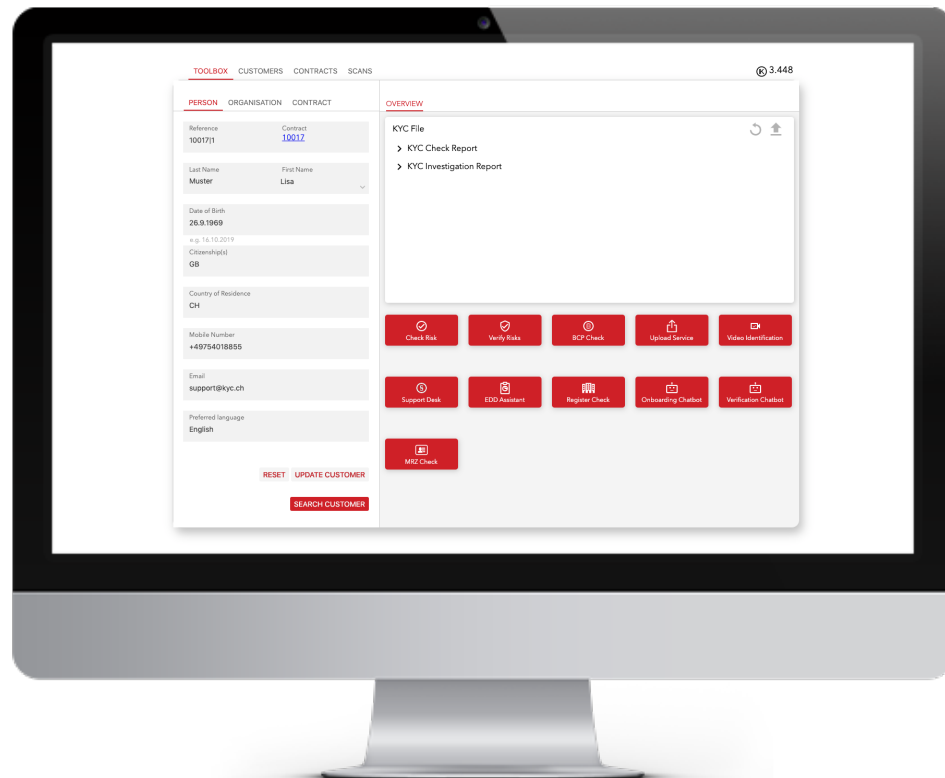 TOOLBOX CUSTOMERS CONTRACTS SCANS
K 3.448
PERSON ORGANISATION CONTRACT
OVERVIEW
Reference Contract
10017|1 10017
Last Name First Name
Muster Lisa
Date of Birth
26.9.1969
e.g. 16.10.2019
Citizenship(s)
GB
Country of Residence
CH
Mobile Number
+49754018855
Email
support@kyc.ch
Preferred language
English
RESET UPDATE CUSTOMER
SEARCH CUSTOMER
KYC File
KYC Check Report
KYC Investigation Report
Check Risk Verify Risks BCP Check Upload Service Video Identification
Support Desk EDD Assistant Register Check Onboarding Chatbot Verification Chatbot
MRZ Check